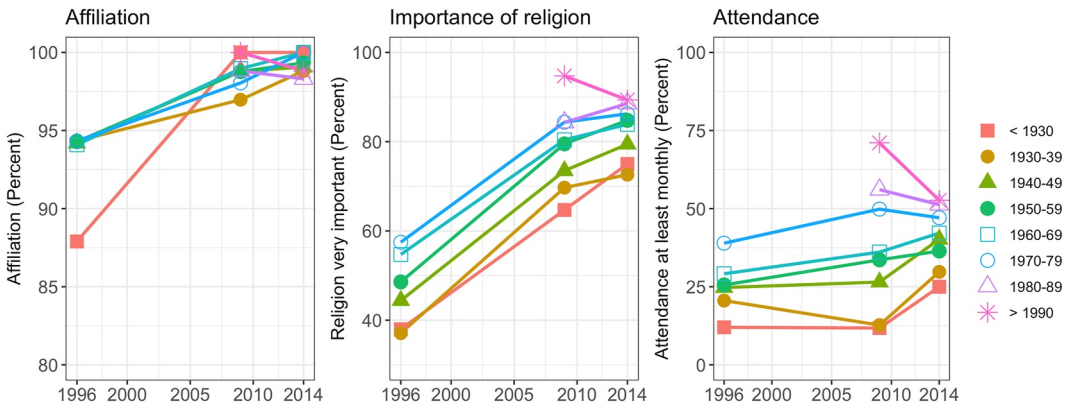 Affiliation
Importance of religion
Attendance
Affiliation (Percent)
100
95
90
85
80
1996 2000 2005 2010 2014
Religion very important (Percent)
100
80
60
40
1996 2000 2005 2010 2014
Attendance at least monthly (Percent)
100
75
50
25
0
1996 2000 2005 2010 2014
< 1930
1930-39
1940-49
1950-59
1960-69
1970-79
1980-89
> 1990